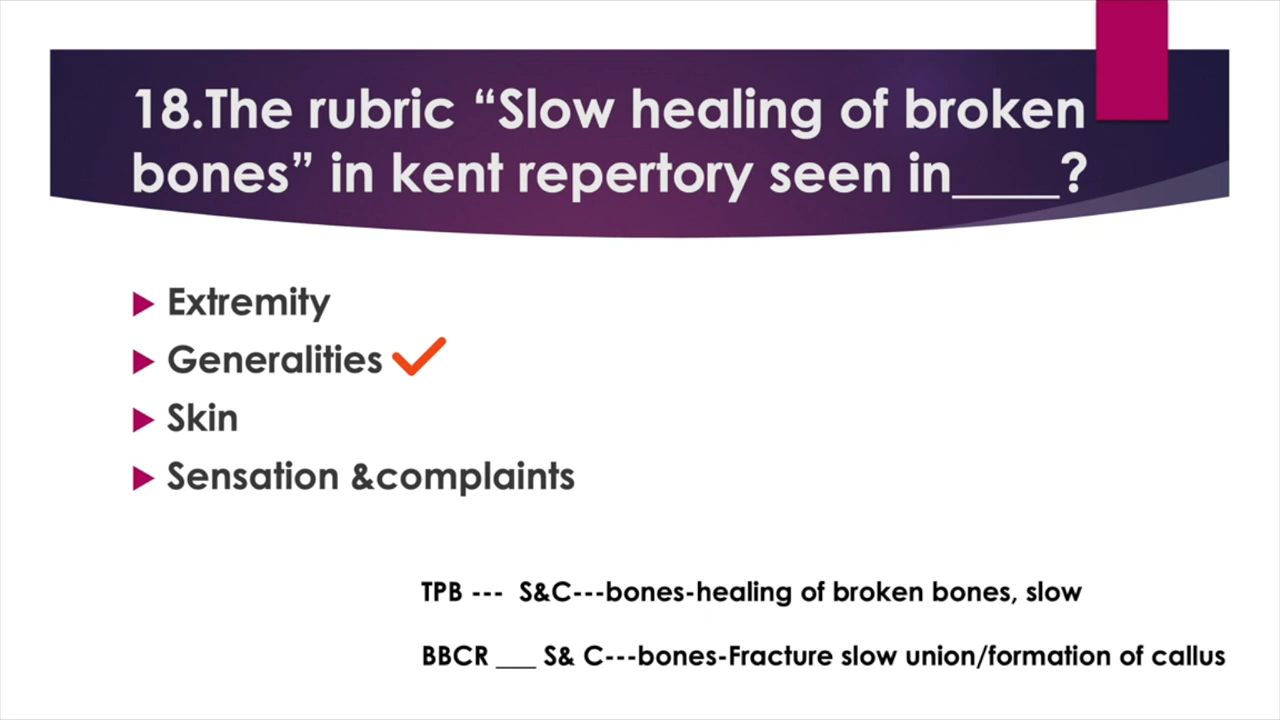 18.The rubric “Slow healing of broken
bones” in kent repertory seen in____?
Extremity
Generalities
Skin
Sensation &complaints
TPB --- S&C---bones-healing of broken bones, slow
BBCR ___ S& C---bones-Fracture slow union/formation of callus